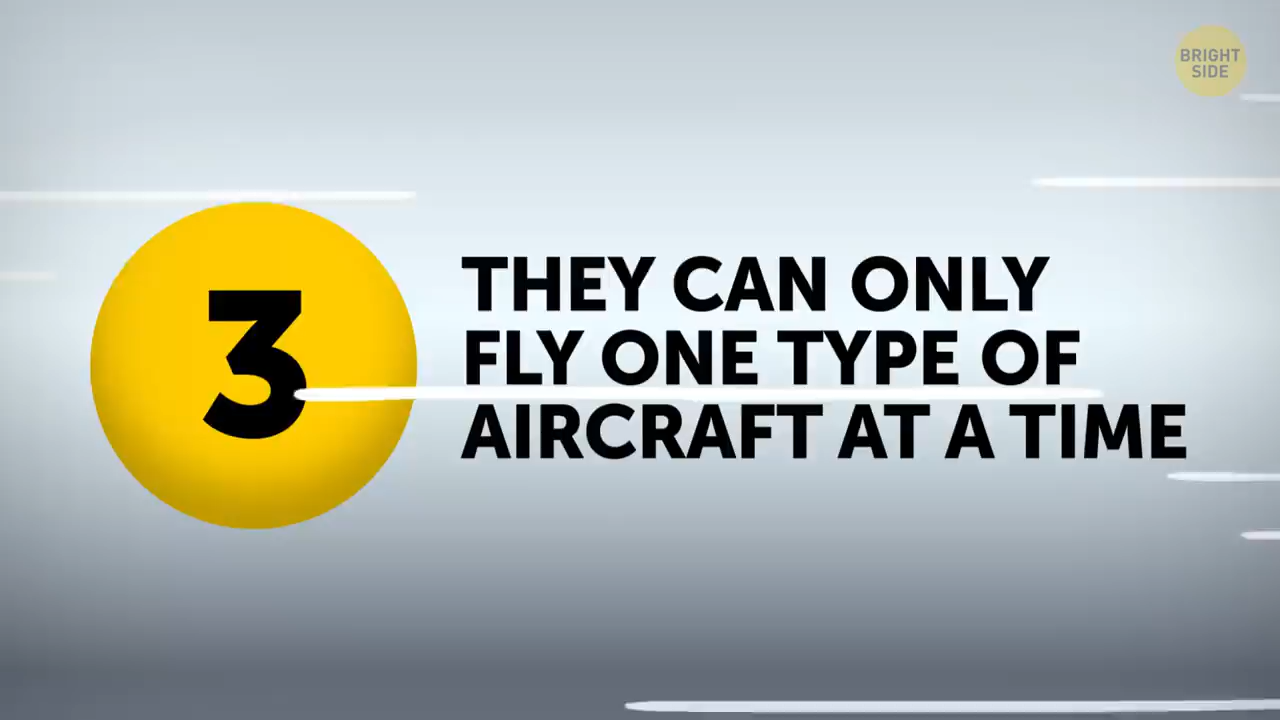 BRIGHT
SIDE
3
THEY CAN ONLY
FLY ONE TYPE OF
AIRCRAFT AT A TIME